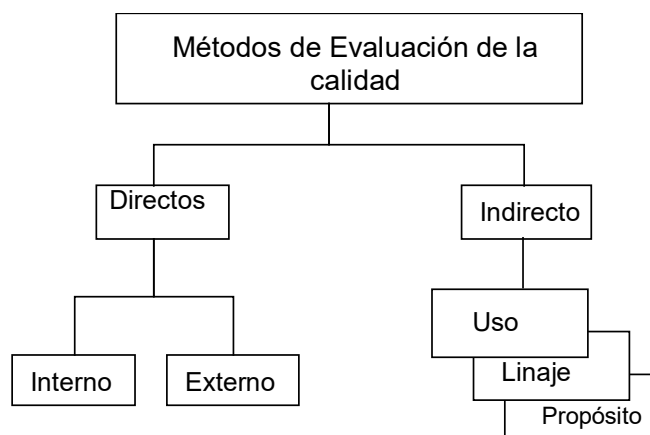 Métodos de Evaluación de la
calidad
Directos
Indirecto
Uso
Linaje
Interno
Externo
Propósito